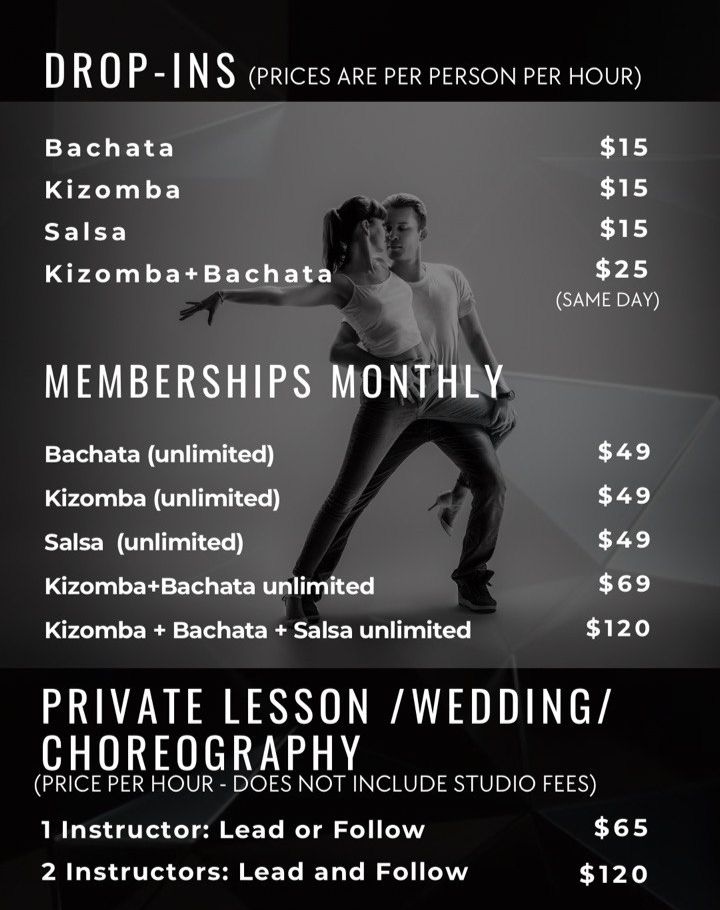 DROP-INS (PRICES ARE PER PERSON PER HOUR)
Bachata $15
Kizomba $15
Salsa $15
Kizomba+Bachata $25
(SAME DAY)
MEMBERSHIPS MONTHLY
Bachata (unlimited) $49
Kizomba (unlimited) $49
Salsa (unlimited) $49
Kizomba+Bachata unlimited $69
Kizomba + Bachata + Salsa unlimited $120
PRIVATE LESSON /WEDDING/
CHOREOGRAPHY
(PRICE PER HOUR - DOES NOT INCLUDE STUDIO FEES)
1 Instructor: Lead or Follow $65
2 Instructors: Lead and Follow $120